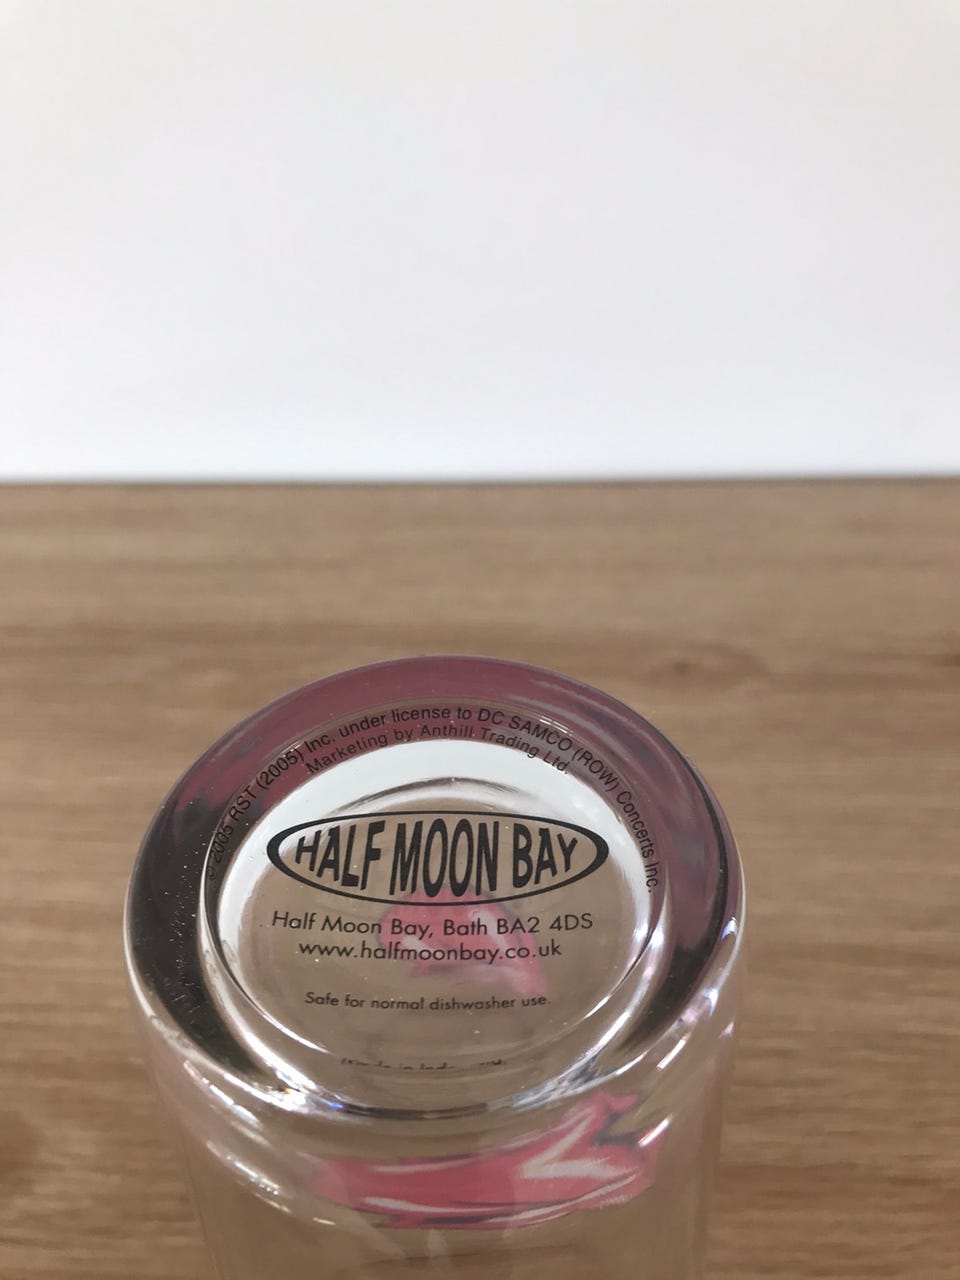 © 2005 RST (2005) Inc. under license to DC SAMCO (ROW) Concerts Inc.
Marketing by Anthill Trading Ltd.
HALF MOON BAY
Half Moon Bay, Bath BA2 4DS
www.halfmoonbay.co.uk
Safe for normal dishwasher use.